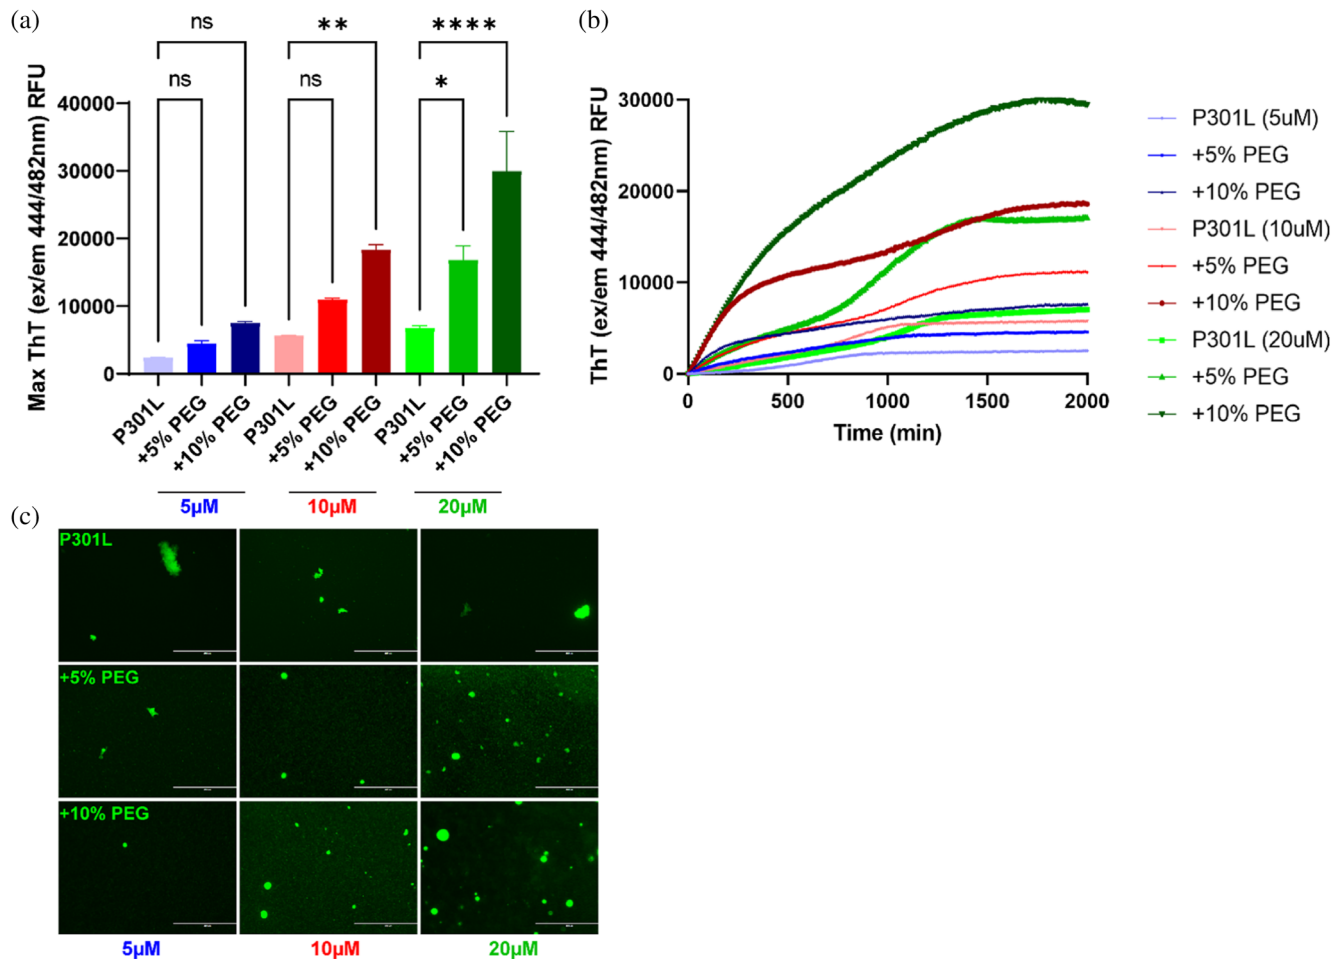 (a)
ns
**
****
ns
ns
*
Max ThT (ex/em 444/482nm) RFU
40000
30000
20000
10000
0
P301L
+5% PEG
+10% PEG
P301L
+5% PEG
+10% PEG
P301L
+5% PEG
+10% PEG
5µM
10µM
20µM
(b)
ThT (ex/em 444/482nm) RFU
30000
20000
10000
0
0
500
1000
1500
2000
Time (min)
P301L (5uM)
+5% PEG
+10% PEG
P301L (10uM)
+5% PEG
+10% PEG
P301L (20uM)
+5% PEG
+10% PEG
(c)
P301L
+5% PEG
+10% PEG
5µM
10µM
20µM